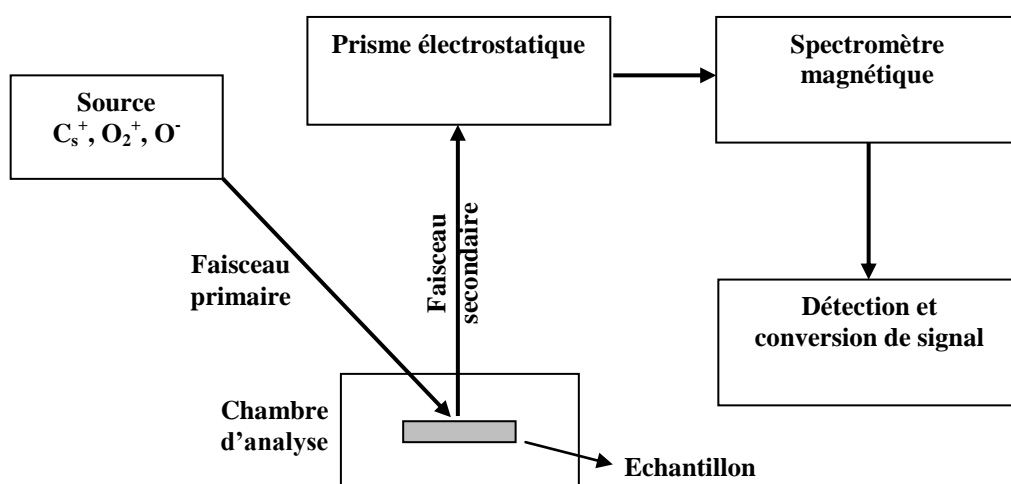 Prisme électrostatique
Spectromètre
magnétique
Source
Cs+, O2+, O-
Faisceau
primaire
Faisceau
secondaire
Détection et
conversion de signal
Chambre
d’analyse
Echantillon